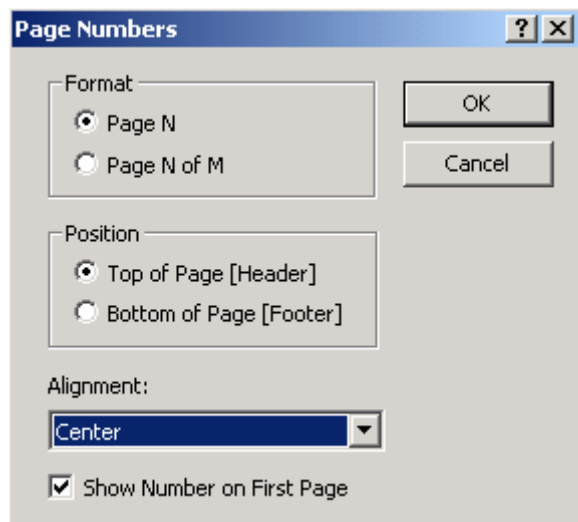 Page Numbers
Format
Page N
Page N of M
OK
Cancel
Position
Top of Page [Header]
Bottom of Page [Footer]
Alignment:
Center
Show Number on First Page